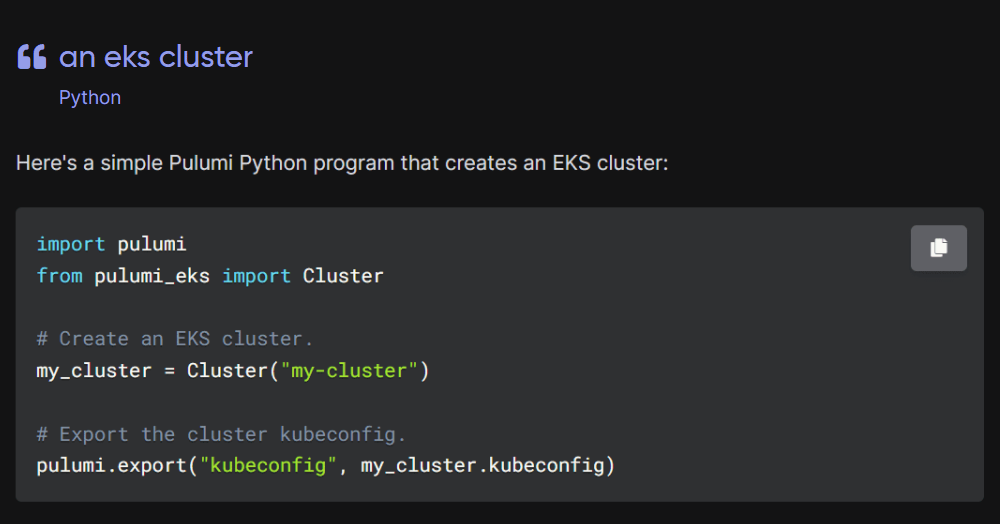 ❝ an eks cluster
Python
Here's a simple Pulumi Python program that creates an EKS cluster:
import pulumi
from pulumi_eks import Cluster
# Create an EKS cluster.
my_cluster = Cluster("my-cluster")
# Export the cluster kubeconfig.
pulumi.export("kubeconfig", my_cluster.kubeconfig)